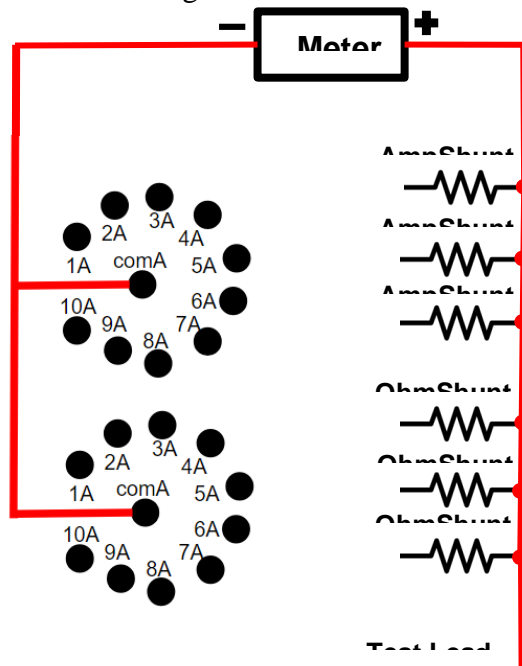 − Meter +
1A
2A
3A
4A
5A
6A
7A
8A
9A
10A
comA
1A
2A
3A
4A
5A
6A
7A
8A
9A
10A
comA
AmpShunt
AmpShunt
AmpShunt
OhmShunt
OhmShunt
OhmShunt
Test Lead